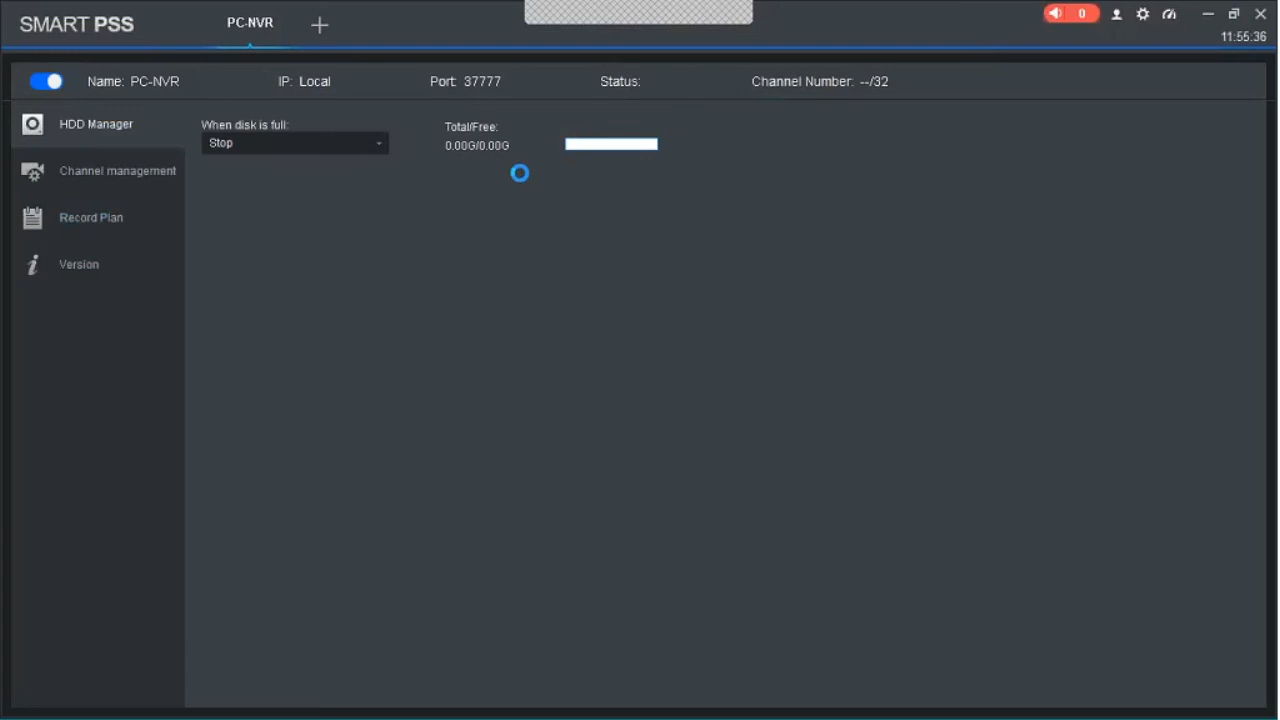 SMART PSS
PC-NVR
0
11:55:36
Name: PC-NVR IP: Local Port: 37777 Status: Channel Number: --/32
HDD Manager
Channel management
Record Plan
Version
When disk is full:
Stop
Total/Free:
0.00G/0.00G